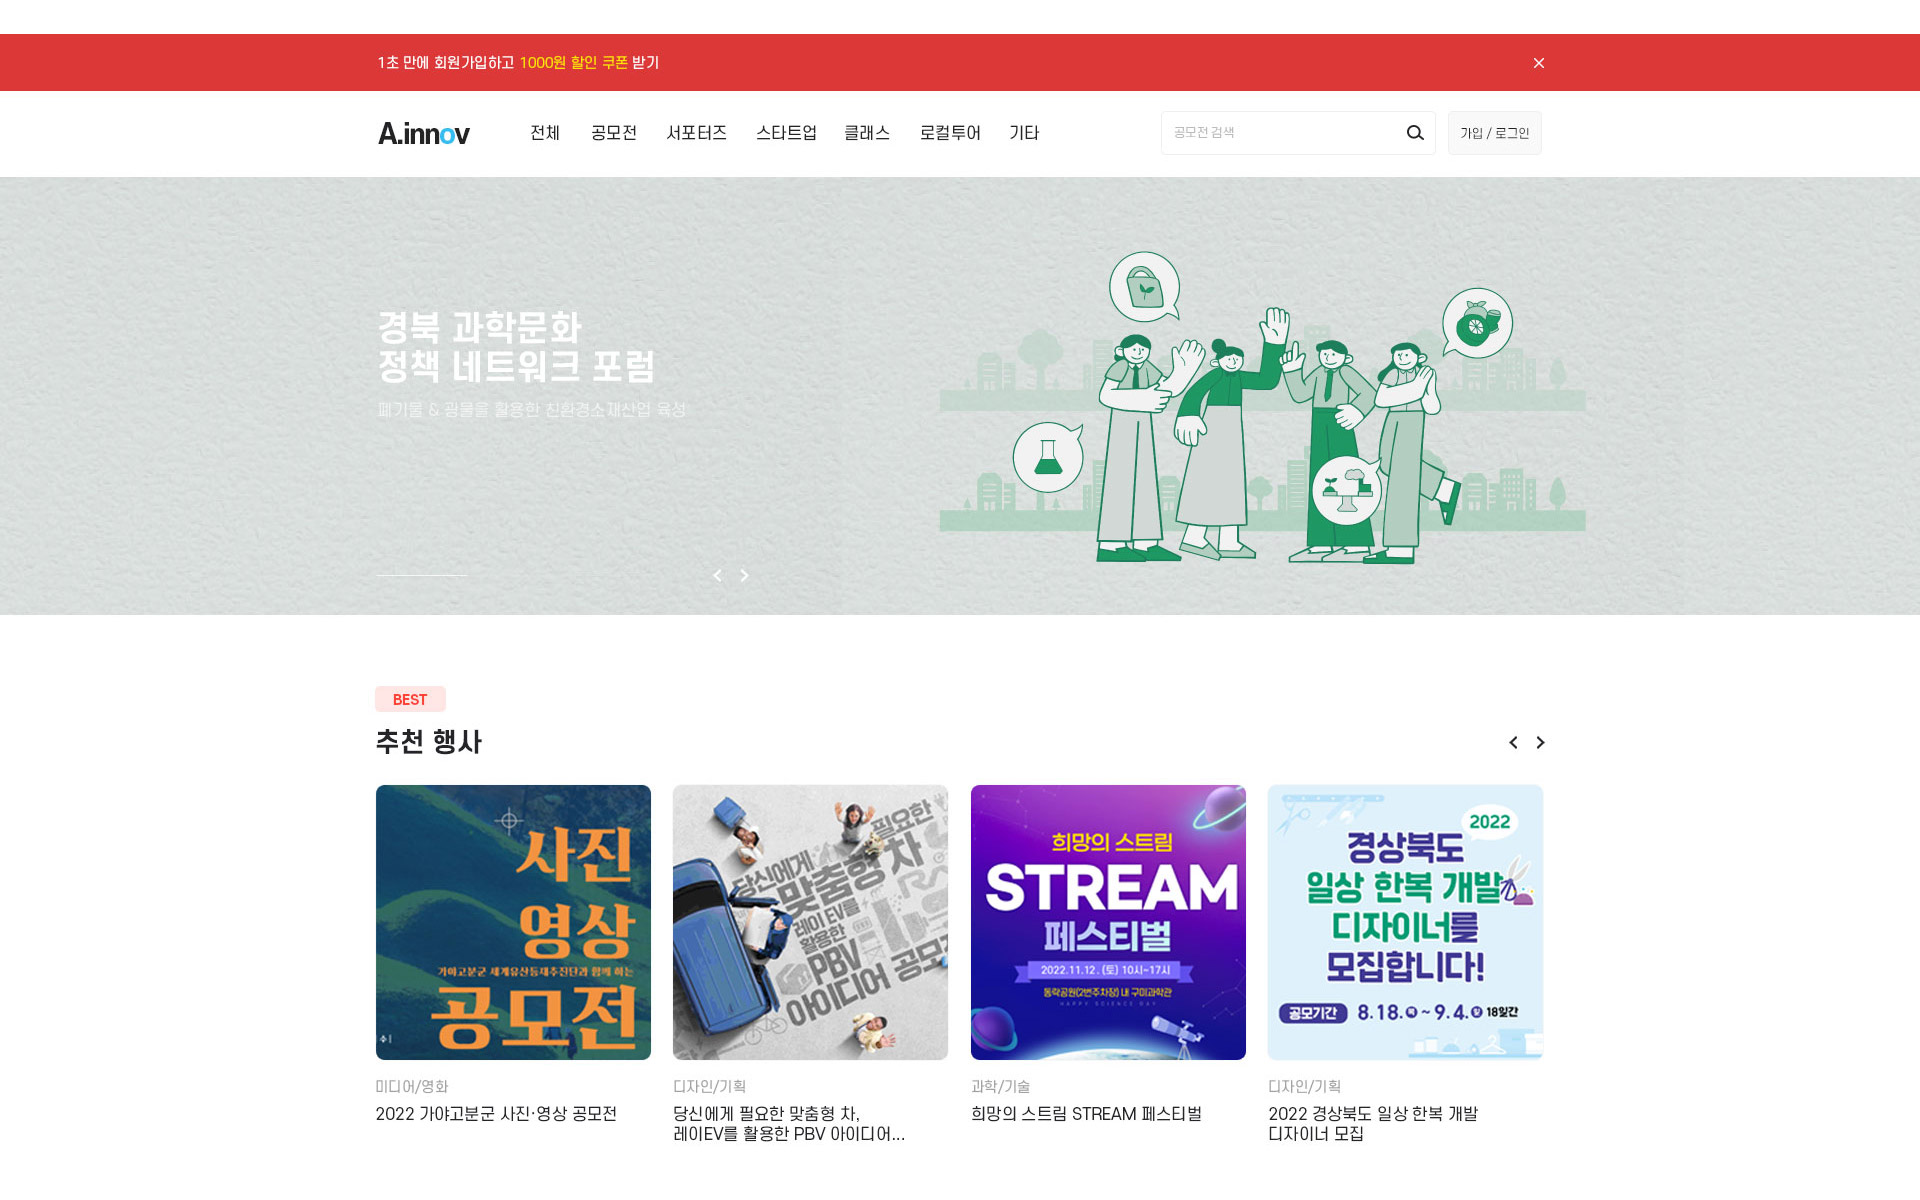 1초 만에 회원가입하고 1000원 할인 쿠폰 받기
A.innov
전체 공모전 서포터즈 스타트업 클래스 로컬투어 기타
공모전 검색
가입 / 로그인
경북 과학문화
정책 네트워크 포럼
폐기물 & 광물을 활용한 친환경소재산업 육성
BEST
추천 행사
사진
영상
가야고분군 세계유산등재추진단과 함께 하는
공모전
필요한
당신에게
맞춤형 차
레이 EV를
활용한
PBV
아이디어 공모전
희망의 스트림
STREAM
페스티벌
2022.11.12.(토) 10시~17시
동락공원(2번주차장) 내 구미과학관
HAPPY SCIENCE DAY
2022
경상북도
일상 한복 개발
디자이너를
모집합니다!
공모기간 8.18.목 ~ 9.4.일 18일간
미디어/영화
2022 가야고분군 사진·영상 공모전
디자인/기획
당신에게 필요한 맞춤형 차,
레이EV를 활용한 PBV 아이디어...
과학/기술
희망의 스트림 STREAM 페스티벌
디자인/기획
2022 경상북도 일상 한복 개발
디자이너 모집